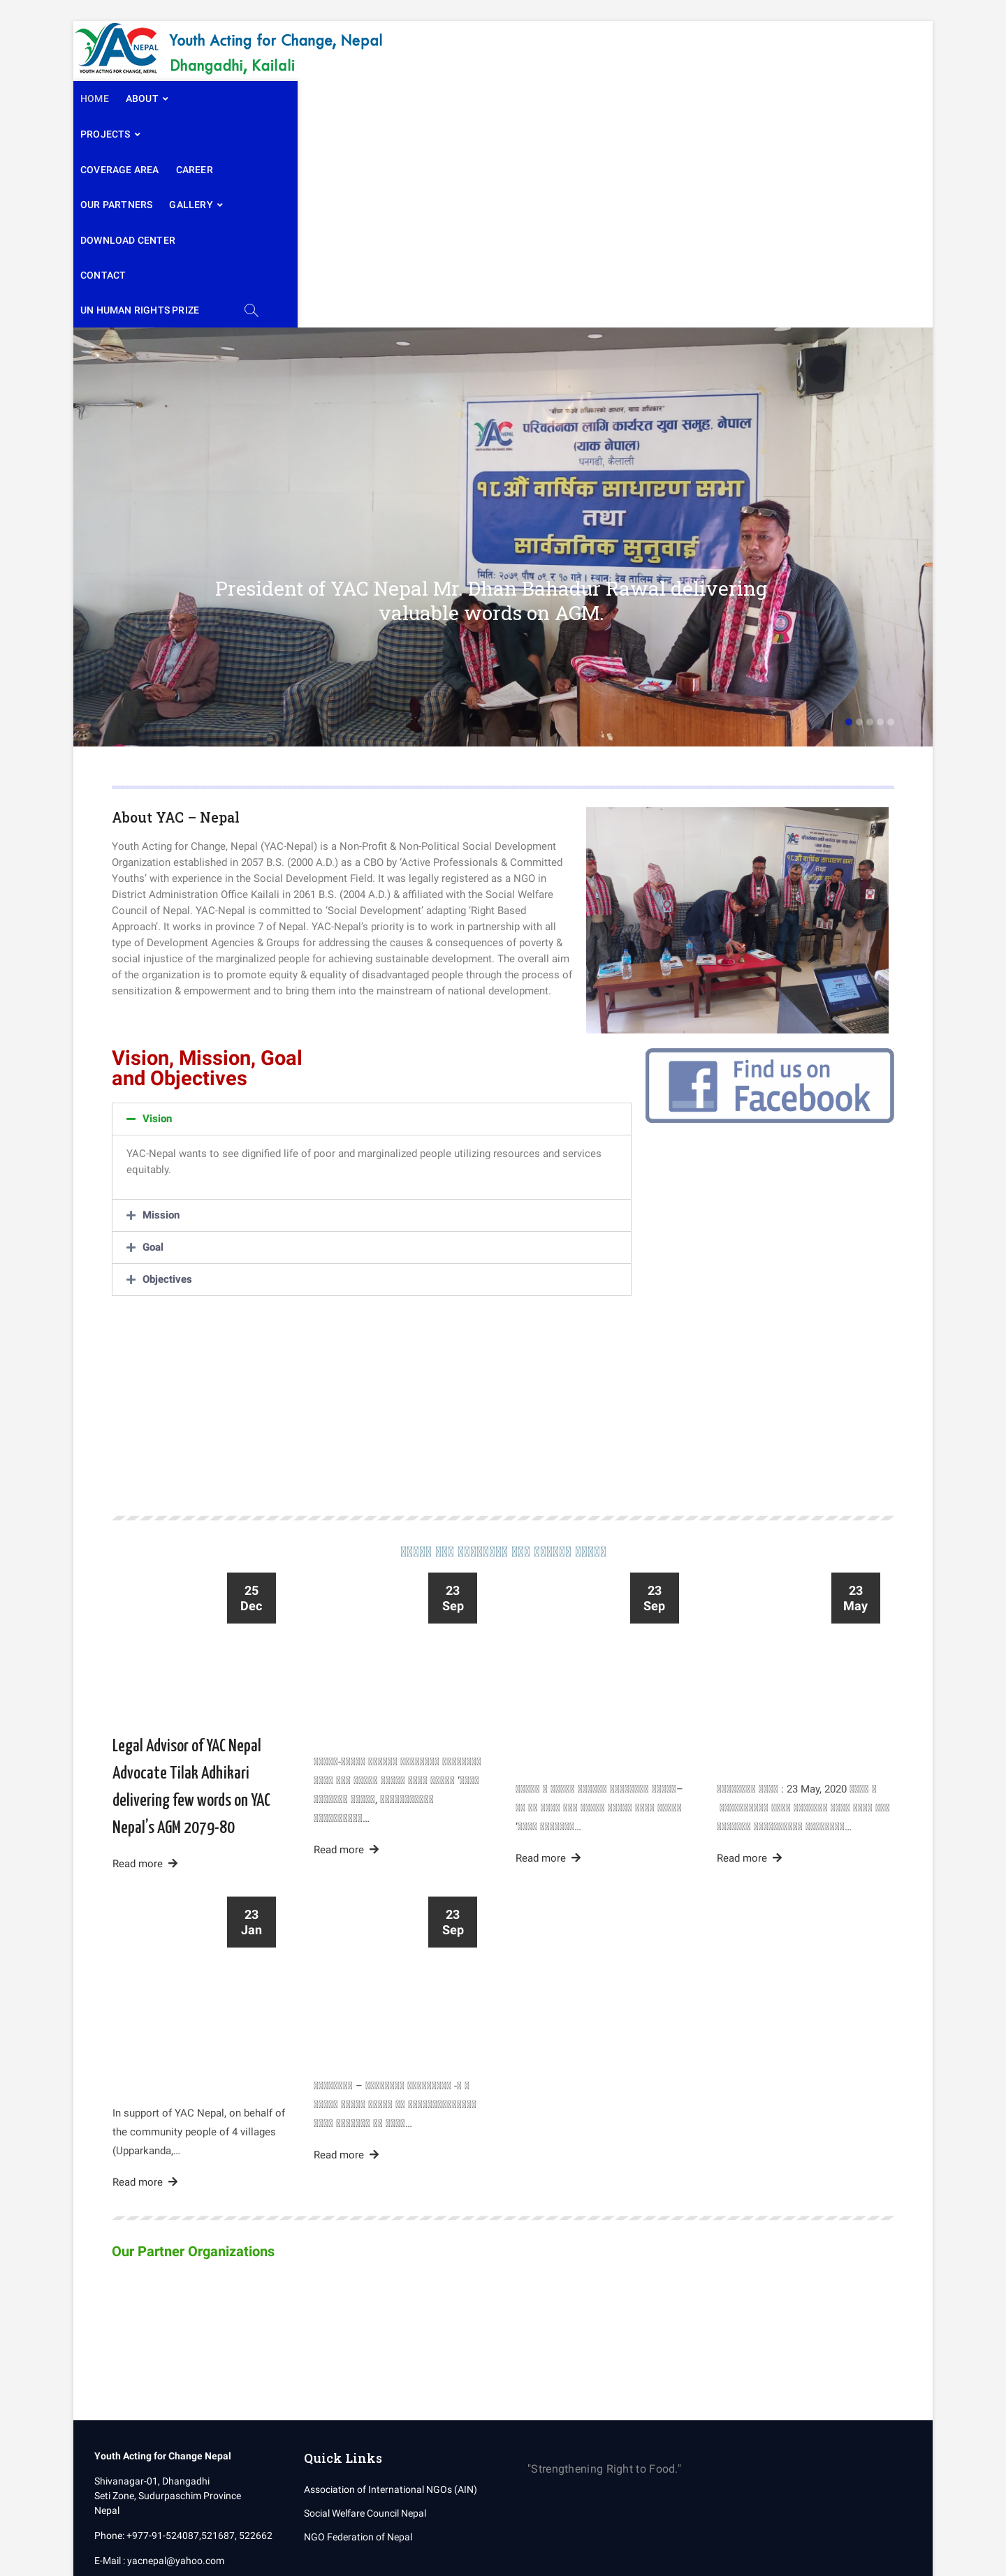 YAC NEPAL
YOUTH ACTING FOR CHANGE, NEPAL
Youth Acting for Change, Nepal
Dhangadhi, Kailali
HOME ABOUT
PROJECTS
COVERAGE AREA CAREER
OUR PARTNERS GALLERY
DOWNLOAD CENTER
CONTACT
UN HUMAN RIGHTS PRIZE
परिवर्तनका लागि कार्यरत युवा समुह, नेपाल
(याक नेपाल)
धनगढी, कैलाली
१८औं वार्षिक साधारण सभा
तथा
सार्वजनिक सुनुवाई
President of YAC Nepal Mr. Dhan Bahadur Rawal delivering
valuable words on AGM.
About YAC – Nepal
Youth Acting for Change, Nepal (YAC-Nepal) is a Non-Profit & Non-Political Social Development
Organization established in 2057 B.S. (2000 A.D.) as a CBO by ‘Active Professionals & Committed
Youths’ with experience in the Social Development Field. It was legally registered as a NGO in
District Administration Office Kailali in 2061 B.S. (2004 A.D.) & affiliated with the Social Welfare
Council of Nepal. YAC-Nepal is committed to ‘Social Development’ adapting ‘Right Based
Approach’. It works in province 7 of Nepal. YAC-Nepal’s priority is to work in partnership with all
type of Development Agencies & Groups for addressing the causes & consequences of poverty &
social injustice of the marginalized people for achieving sustainable development. The overall aim
of the organization is to promote equity & equality of disadvantaged people through the process of
sensitization & empowerment and to bring them into the mainstream of national development.
१८औं वार्षिक साधारण सभा
Vision, Mission, Goal
and Objectives
Find us on
Facebook
Vision
YAC-Nepal wants to see dignified life of poor and marginalized people utilizing resources and services
equitably.
Mission
Goal
Objectives
25
Dec
23
Sep
23
Sep
23
May
Legal Advisor of YAC Nepal
Advocate Tilak Adhikari
delivering few words on YAC
Nepal’s AGM 2079-80
Read more
Read more
Read more
: 23 May, 2020
Read more
23
Jan
23
Sep
In support of YAC Nepal, on behalf of
the community people of 4 villages
(Upparkanda,…
Read more
Read more
Our Partner Organizations
Youth Acting for Change Nepal
Shivanagar-01, Dhangadhi
Seti Zone, Sudurpaschim Province
Nepal
Phone: +977-91-524087,521687, 522662
E-Mail : yacnepal@yahoo.com
Quick Links
Association of International NGOs (AIN)
Social Welfare Council Nepal
NGO Federation of Nepal
"Strengthening Right to Food."